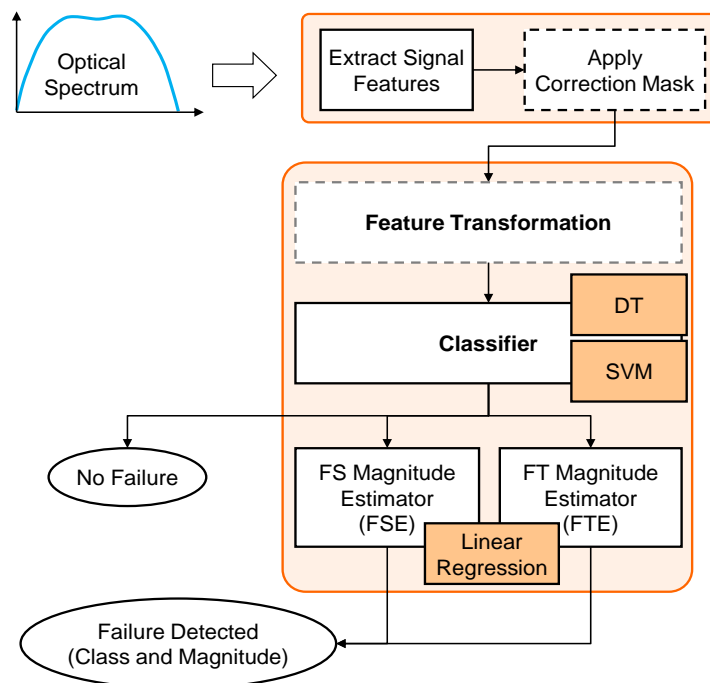 Optical
Spectrum
Extract Signal
Features
Apply
Correction Mask
Feature Transformation
DT
Classifier
SVM
No Failure
FS Magnitude
Estimator
(FSE)
FT Magnitude
Estimator
(FTE)
Linear
Regression
Failure Detected
(Class and Magnitude)